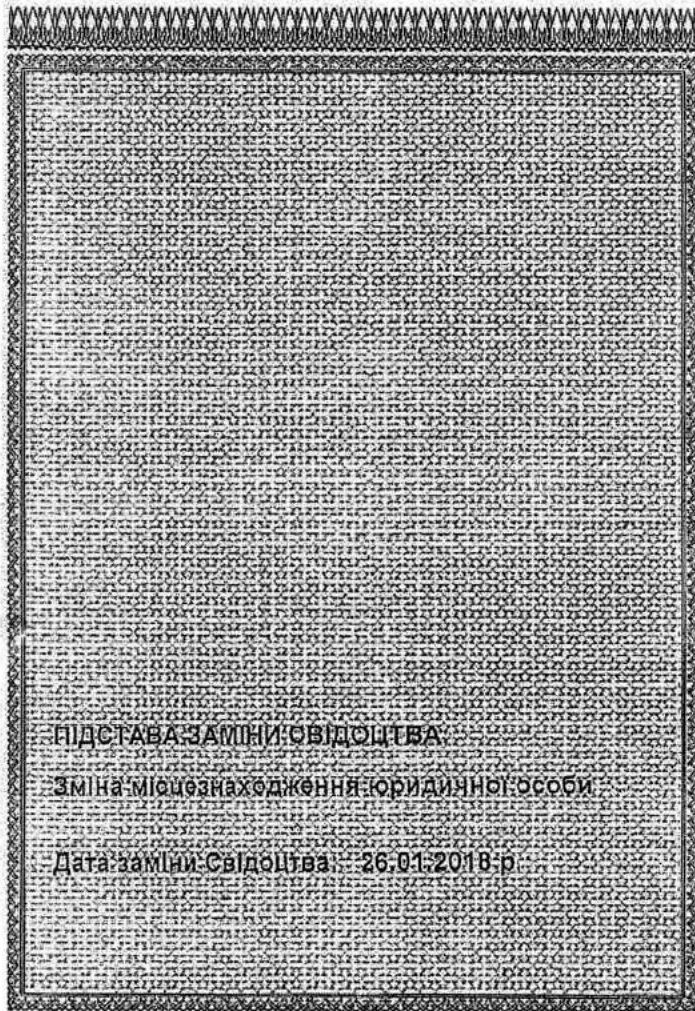 ПІДСТАВА ЗАМІНИ СВІДОЦТВА:
Зміна місцезнаходження юридичної особи
Дата заміни Свідоцтва: 26.01.2018 р.